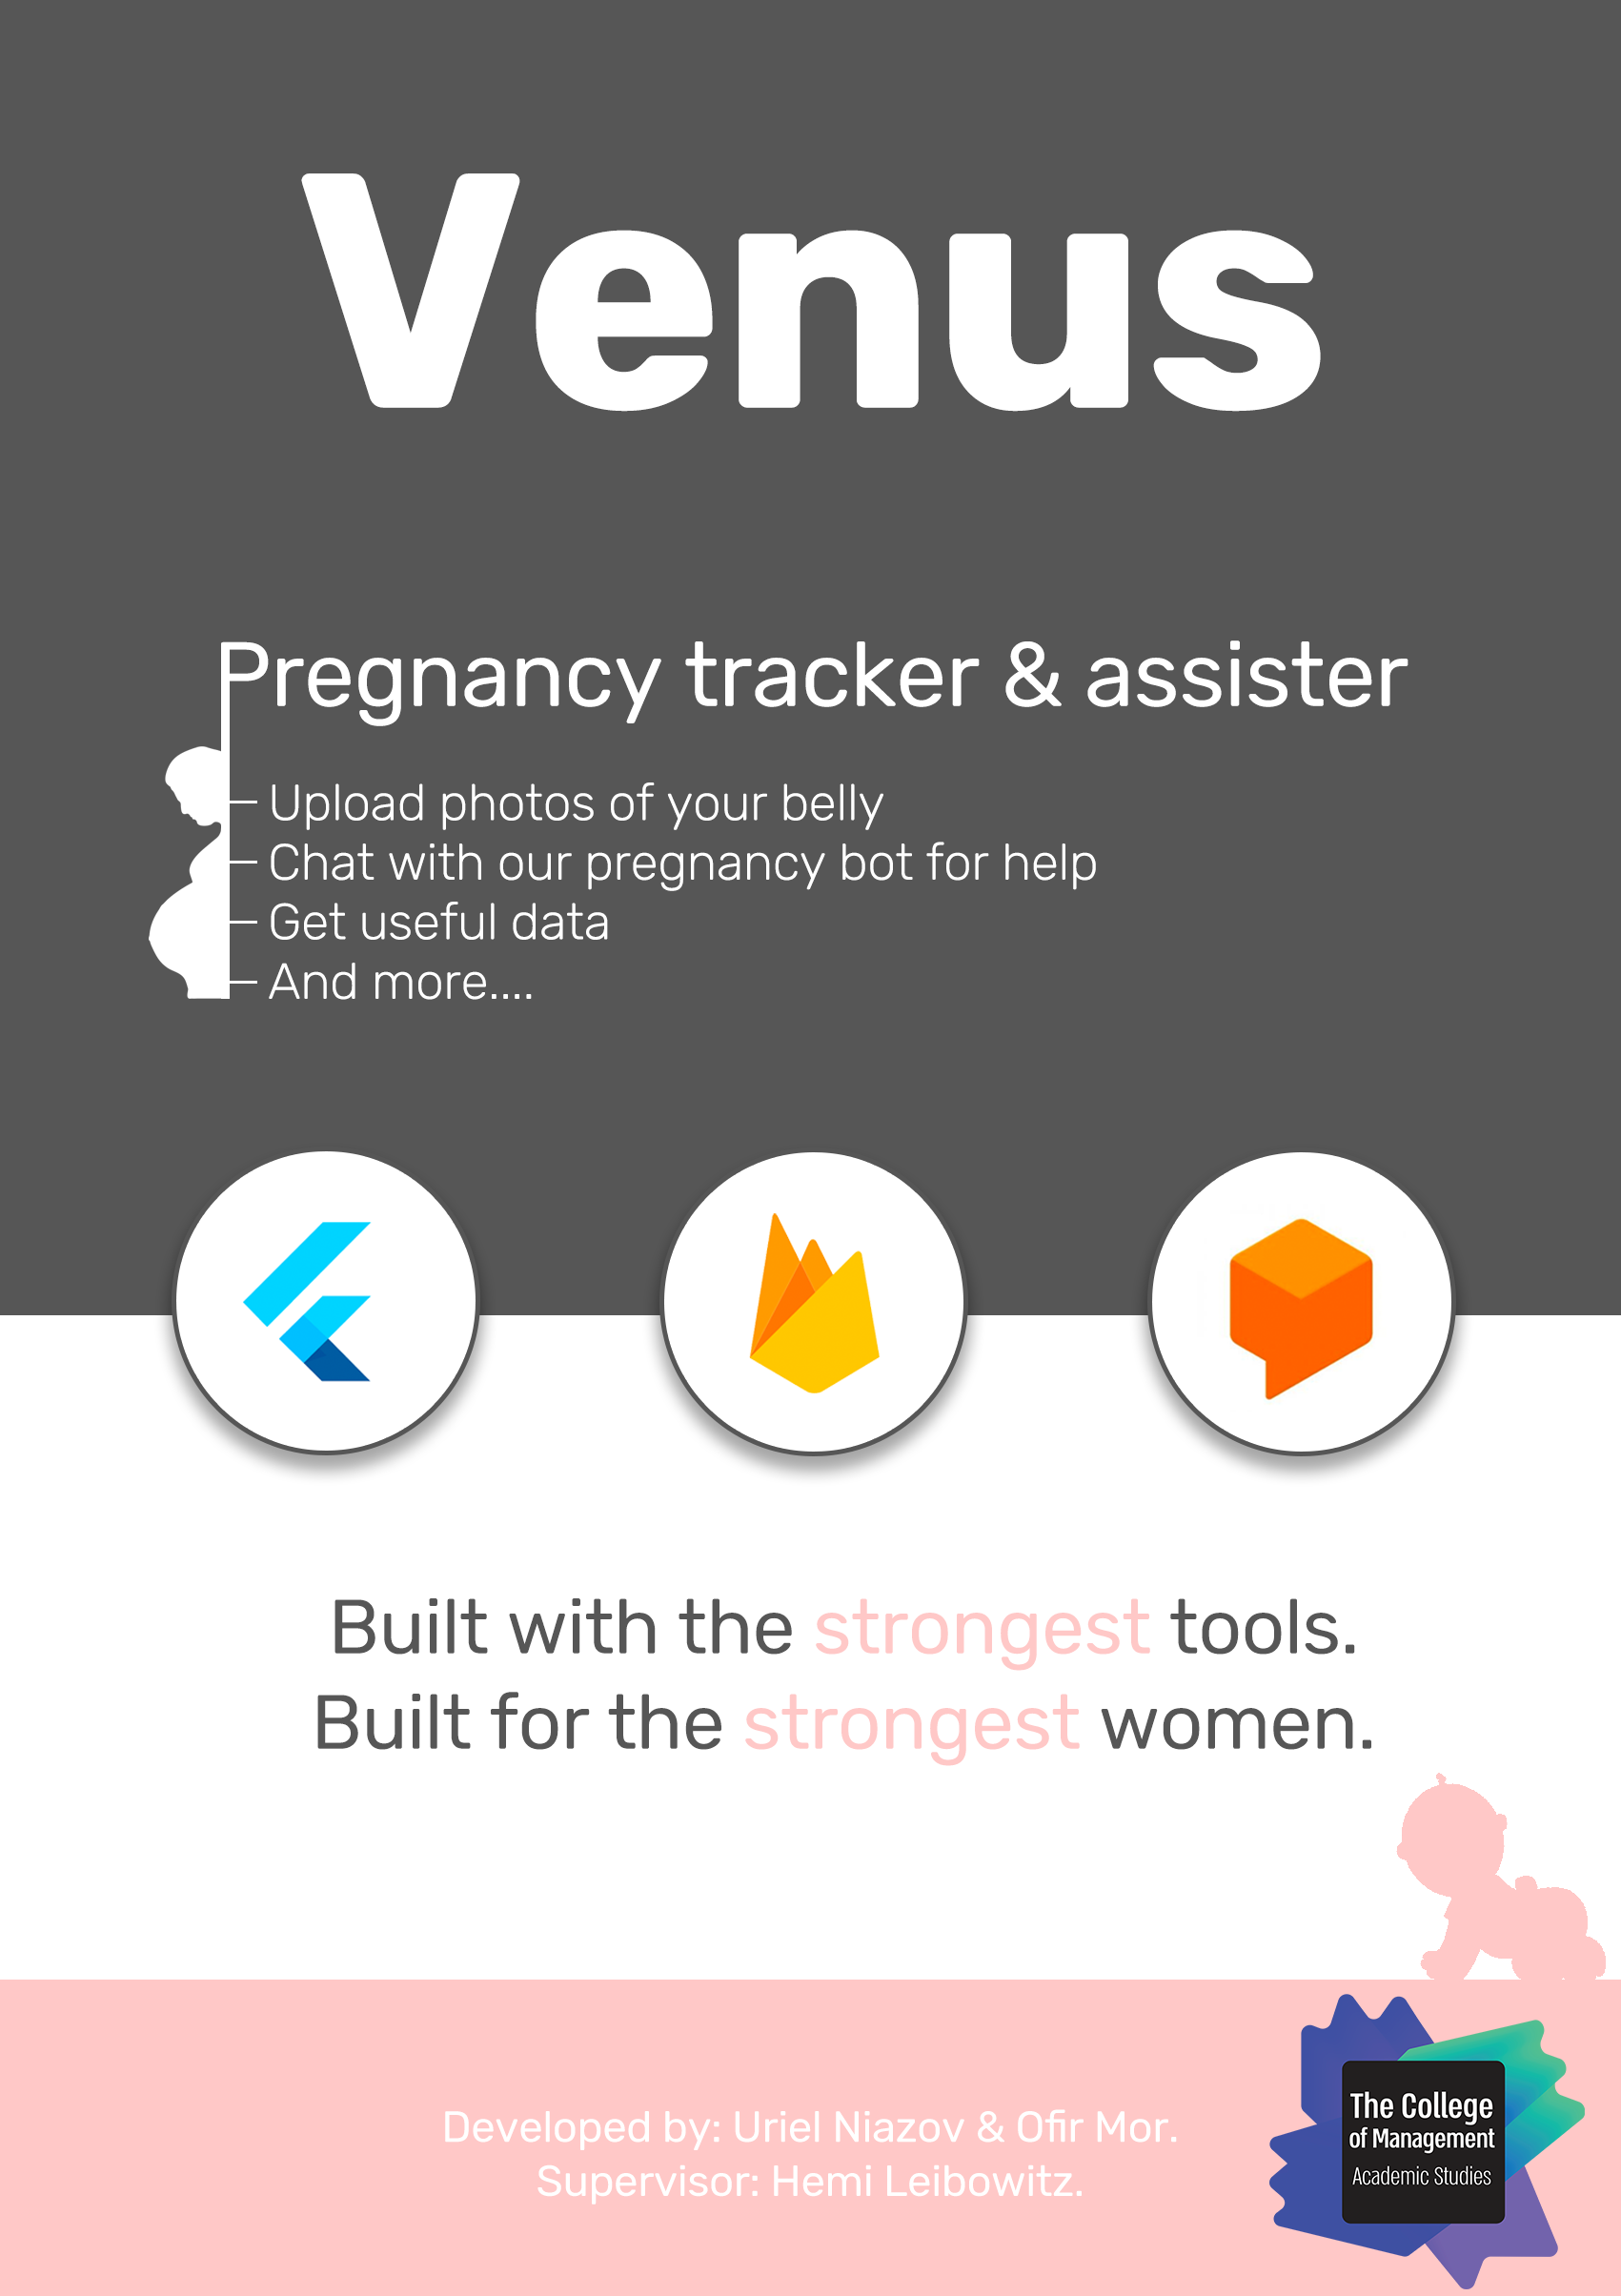 Venus
Pregnancy tracker & assister
Upload photos of your belly
Chat with our pregnancy bot for help
Get useful data
And more....
Built with the strongest tools.
Built for the strongest women.
Developed by: Uriel Niazov & Ofir Mor.
Supervisor: Hemi Leibowitz.
The College
of Management
Academic Studies